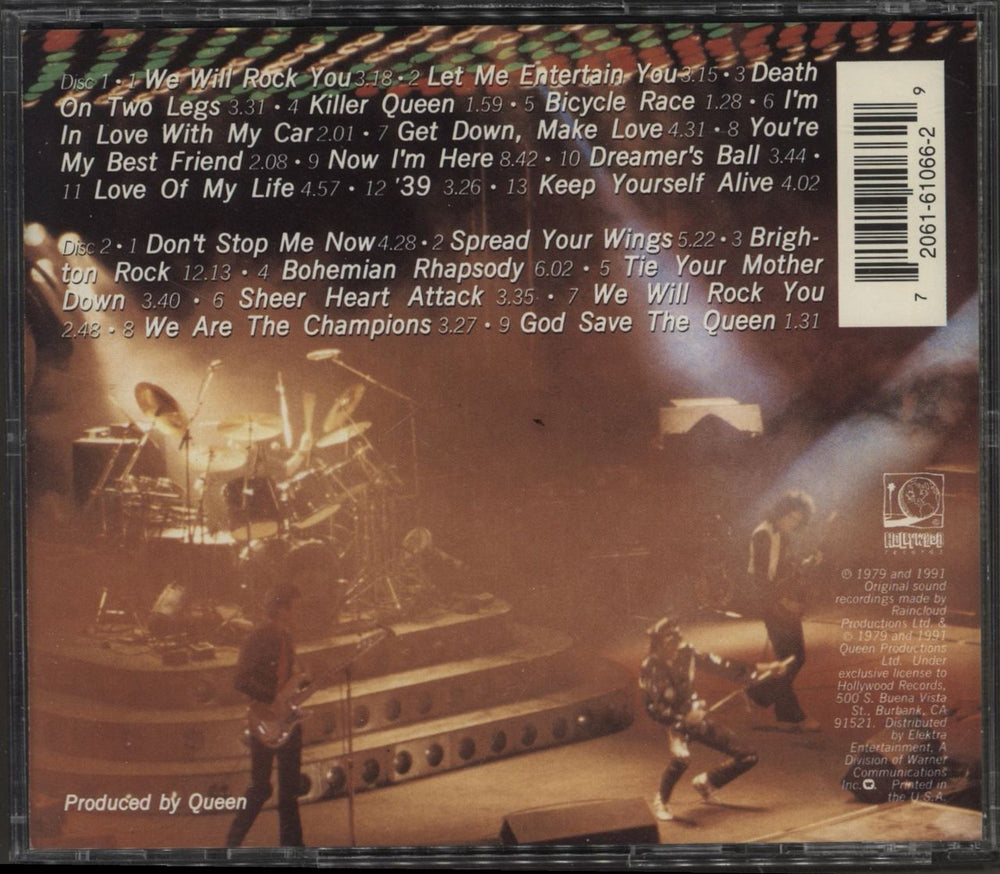 Disc 1 • 1 We Will Rock You 3.18 • 2 Let Me Entertain You 3.15 • 3 Death
On Two Legs 3.31 • 4 Killer Queen 1.59 • 5 Bicycle Race 1.28 • 6 I'm
In Love With My Car 2.01 • 7 Get Down, Make Love 4.31 • 8 You're
My Best Friend 2.08 • 9 Now I'm Here 8.42 • 10 Dreamer's Ball 3.44 •
11 Love Of My Life 4.57 • 12 '39 3.26 • 13 Keep Yourself Alive 4.02
Disc 2 • 1 Don't Stop Me Now 4.28 • 2 Spread Your Wings 5.22 • 3 Brigh-
ton Rock 12.13 • 4 Bohemian Rhapsody 6.02 • 5 Tie Your Mother
Down 3.40 • 6 Sheer Heart Attack 3.35 • 7 We Will Rock You
2.48 • 8 We Are The Champions 3.27 • 9 God Save The Queen 1.31
7 2061-61066-2 9
HOLLYWOOD
records
℗ 1979 and 1991
Original sound
recordings made by
Raincloud
Productions Ltd. &
© 1979 and 1991
Queen Productions
Ltd. Under
exclusive license to
Hollywood Records,
500 S. Buena Vista
St., Burbank, CA
91521. Distributed
by Elektra
Entertainment, A
Division of Warner
Communications
Inc. Printed in
the U.S.A.
Produced by Queen